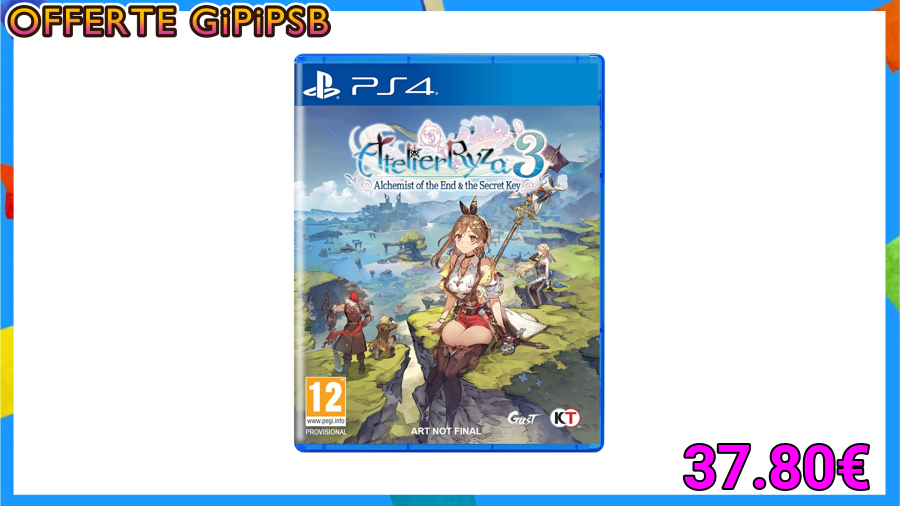 OFFERTE GiPiPSB
PS4
Atelier Ryza 3
Alchemist of the End & the Secret Key
12
www.pegi.info
PROVISIONAL
ART NOT FINAL
GUST
KT
37.80€